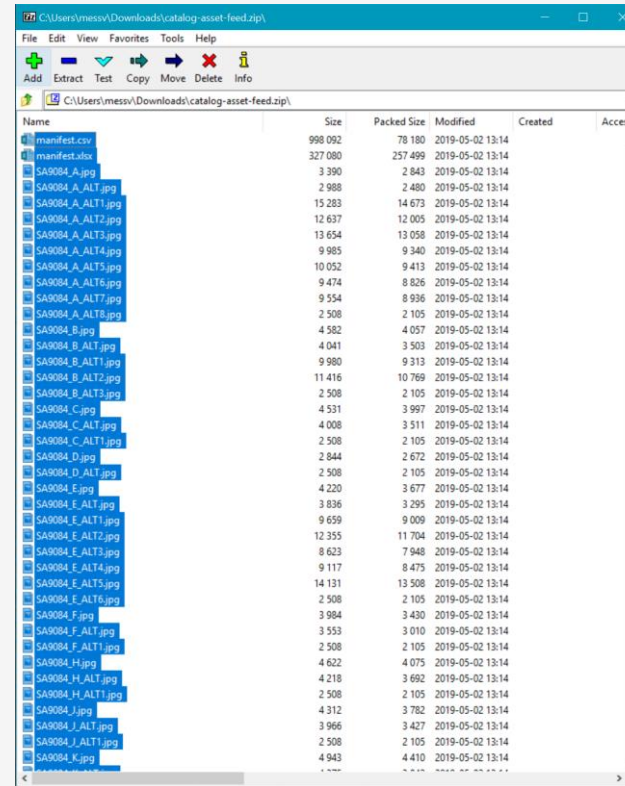 C:\Users\messv\Downloads\catalog-asset-feed.zip\
File Edit View Favorites Tools Help
Add Extract Test Copy Move Delete Info
C:\Users\messv\Downloads\catalog-asset-feed.zip\
Name Size Packed Size Modified Created Acces
manifest.csv 998 092 78 180 2019-05-02 13:14
manifest.xlsx 327 080 257 499 2019-05-02 13:14
SA9084_A.jpg 3 390 2 843 2019-05-02 13:14
SA9084_A_ALT.jpg 2 988 2 480 2019-05-02 13:14
SA9084_A_ALT1.jpg 15 283 14 673 2019-05-02 13:14
SA9084_A_ALT2.jpg 12 637 12 005 2019-05-02 13:14
SA9084_A_ALT3.jpg 13 654 13 058 2019-05-02 13:14
SA9084_A_ALT4.jpg 9 985 9 340 2019-05-02 13:14
SA9084_A_ALT5.jpg 10 052 9 413 2019-05-02 13:14
SA9084_A_ALT6.jpg 9 474 8 826 2019-05-02 13:14
SA9084_A_ALT7.jpg 9 554 8 936 2019-05-02 13:14
SA9084_A_ALT8.jpg 2 508 2 105 2019-05-02 13:14
SA9084_B.jpg 4 582 4 057 2019-05-02 13:14
SA9084_B_ALT.jpg 4 041 3 503 2019-05-02 13:14
SA9084_B_ALT1.jpg 9 980 9 313 2019-05-02 13:14
SA9084_B_ALT2.jpg 11 416 10 769 2019-05-02 13:14
SA9084_B_ALT3.jpg 2 508 2 105 2019-05-02 13:14
SA9084_C.jpg 4 531 3 997 2019-05-02 13:14
SA9084_C_ALT.jpg 4 008 3 511 2019-05-02 13:14
SA9084_C_ALT1.jpg 2 508 2 105 2019-05-02 13:14
SA9084_D.jpg 2 844 2 672 2019-05-02 13:14
SA9084_D_ALT.jpg 2 508 2 105 2019-05-02 13:14
SA9084_E.jpg 4 220 3 677 2019-05-02 13:14
SA9084_E_ALT.jpg 3 836 3 295 2019-05-02 13:14
SA9084_E_ALT1.jpg 9 659 9 009 2019-05-02 13:14
SA9084_E_ALT2.jpg 12 355 11 704 2019-05-02 13:14
SA9084_E_ALT3.jpg 8 623 7 948 2019-05-02 13:14
SA9084_E_ALT4.jpg 9 117 8 475 2019-05-02 13:14
SA9084_E_ALT5.jpg 14 131 13 508 2019-05-02 13:14
SA9084_E_ALT6.jpg 2 508 2 105 2019-05-02 13:14
SA9084_F.jpg 3 984 3 430 2019-05-02 13:14
SA9084_F_ALT.jpg 3 553 3 010 2019-05-02 13:14
SA9084_F_ALT1.jpg 2 508 2 105 2019-05-02 13:14
SA9084_H.jpg 4 622 4 075 2019-05-02 13:14
SA9084_H_ALT.jpg 4 218 3 692 2019-05-02 13:14
SA9084_H_ALT1.jpg 2 508 2 105 2019-05-02 13:14
SA9084_J.jpg 4 312 3 782 2019-05-02 13:14
SA9084_J_ALT.jpg 3 966 3 427 2019-05-02 13:14
SA9084_J_ALT1.jpg 2 508 2 105 2019-05-02 13:14
SA9084_K.jpg 4 943 4 410 2019-05-02 13:14